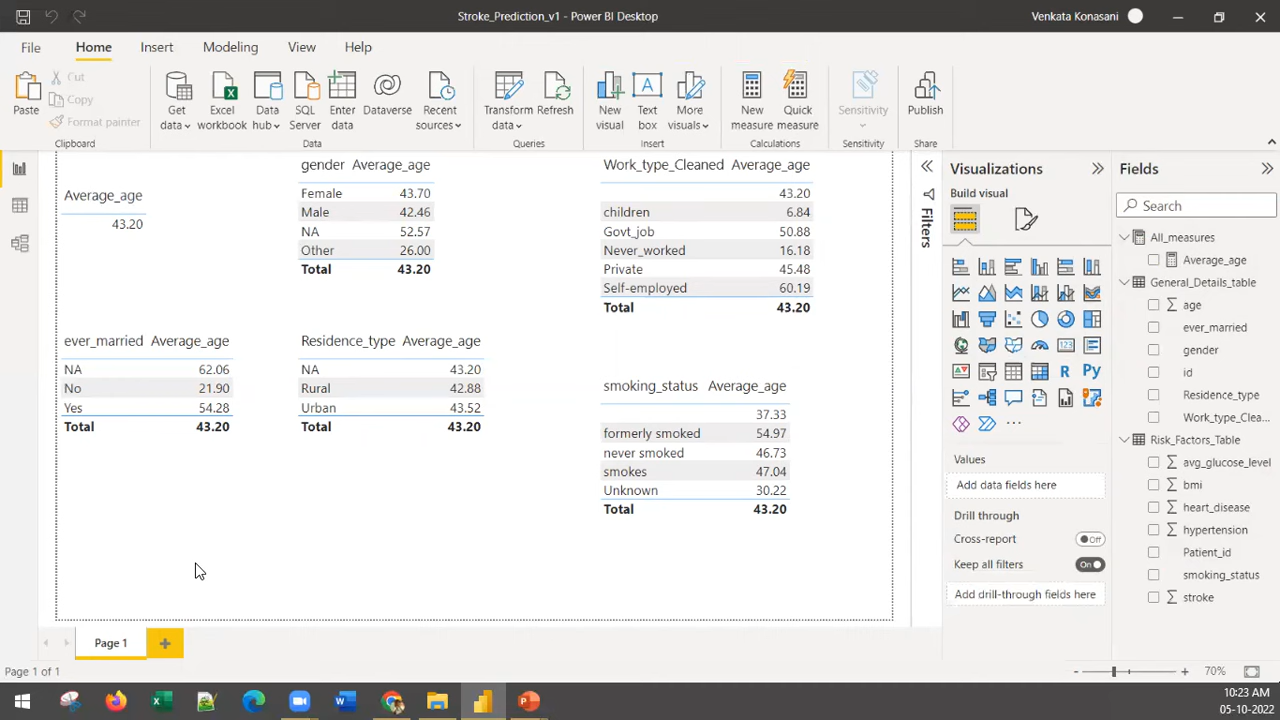 Stroke_Prediction_v1 - Power BI Desktop
Venkata Konasani
File Home Insert Modeling View Help
Paste
Cut
Copy
Format painter
Clipboard
Get data
Excel workbook
Data hub
SQL Server
Enter data
Dataverse
Recent sources
Data
Transform data
Refresh
Queries
New visual
Text box
More visuals
Insert
New measure
Quick measure
Calculations
Sensitivity
Sensitivity
Publish
Share
Average_age
43.20
gender Average_age
Female 43.70
Male 42.46
NA 52.57
Other 26.00
Total 43.20
Work_type_Cleaned Average_age
43.20
children 6.84
Govt_job 50.88
Never_worked 16.18
Private 45.48
Self-employed 60.19
Total 43.20
ever_married Average_age
NA 62.06
No 21.90
Yes 54.28
Total 43.20
Residence_type Average_age
NA 43.20
Rural 42.88
Urban 43.52
Total 43.20
smoking_status Average_age
37.33
formerly smoked 54.97
never smoked 46.73
smokes 47.04
Unknown 30.22
Total 43.20
Filters
Visualizations
Build visual
R Py
123
Values
Add data fields here
Drill through
Cross-report Off
Keep all filters On
Add drill-through fields here
Fields
Search
All_measures
Average_age
General_Details_table
age
ever_married
gender
id
Residence_type
Work_type_Clea...
Risk_Factors_Table
avg_glucose_level
bmi
heart_disease
hypertension
Patient_id
smoking_status
stroke
Page 1
Page 1 of 1
- + 70%
10:23 AM
05-10-2022